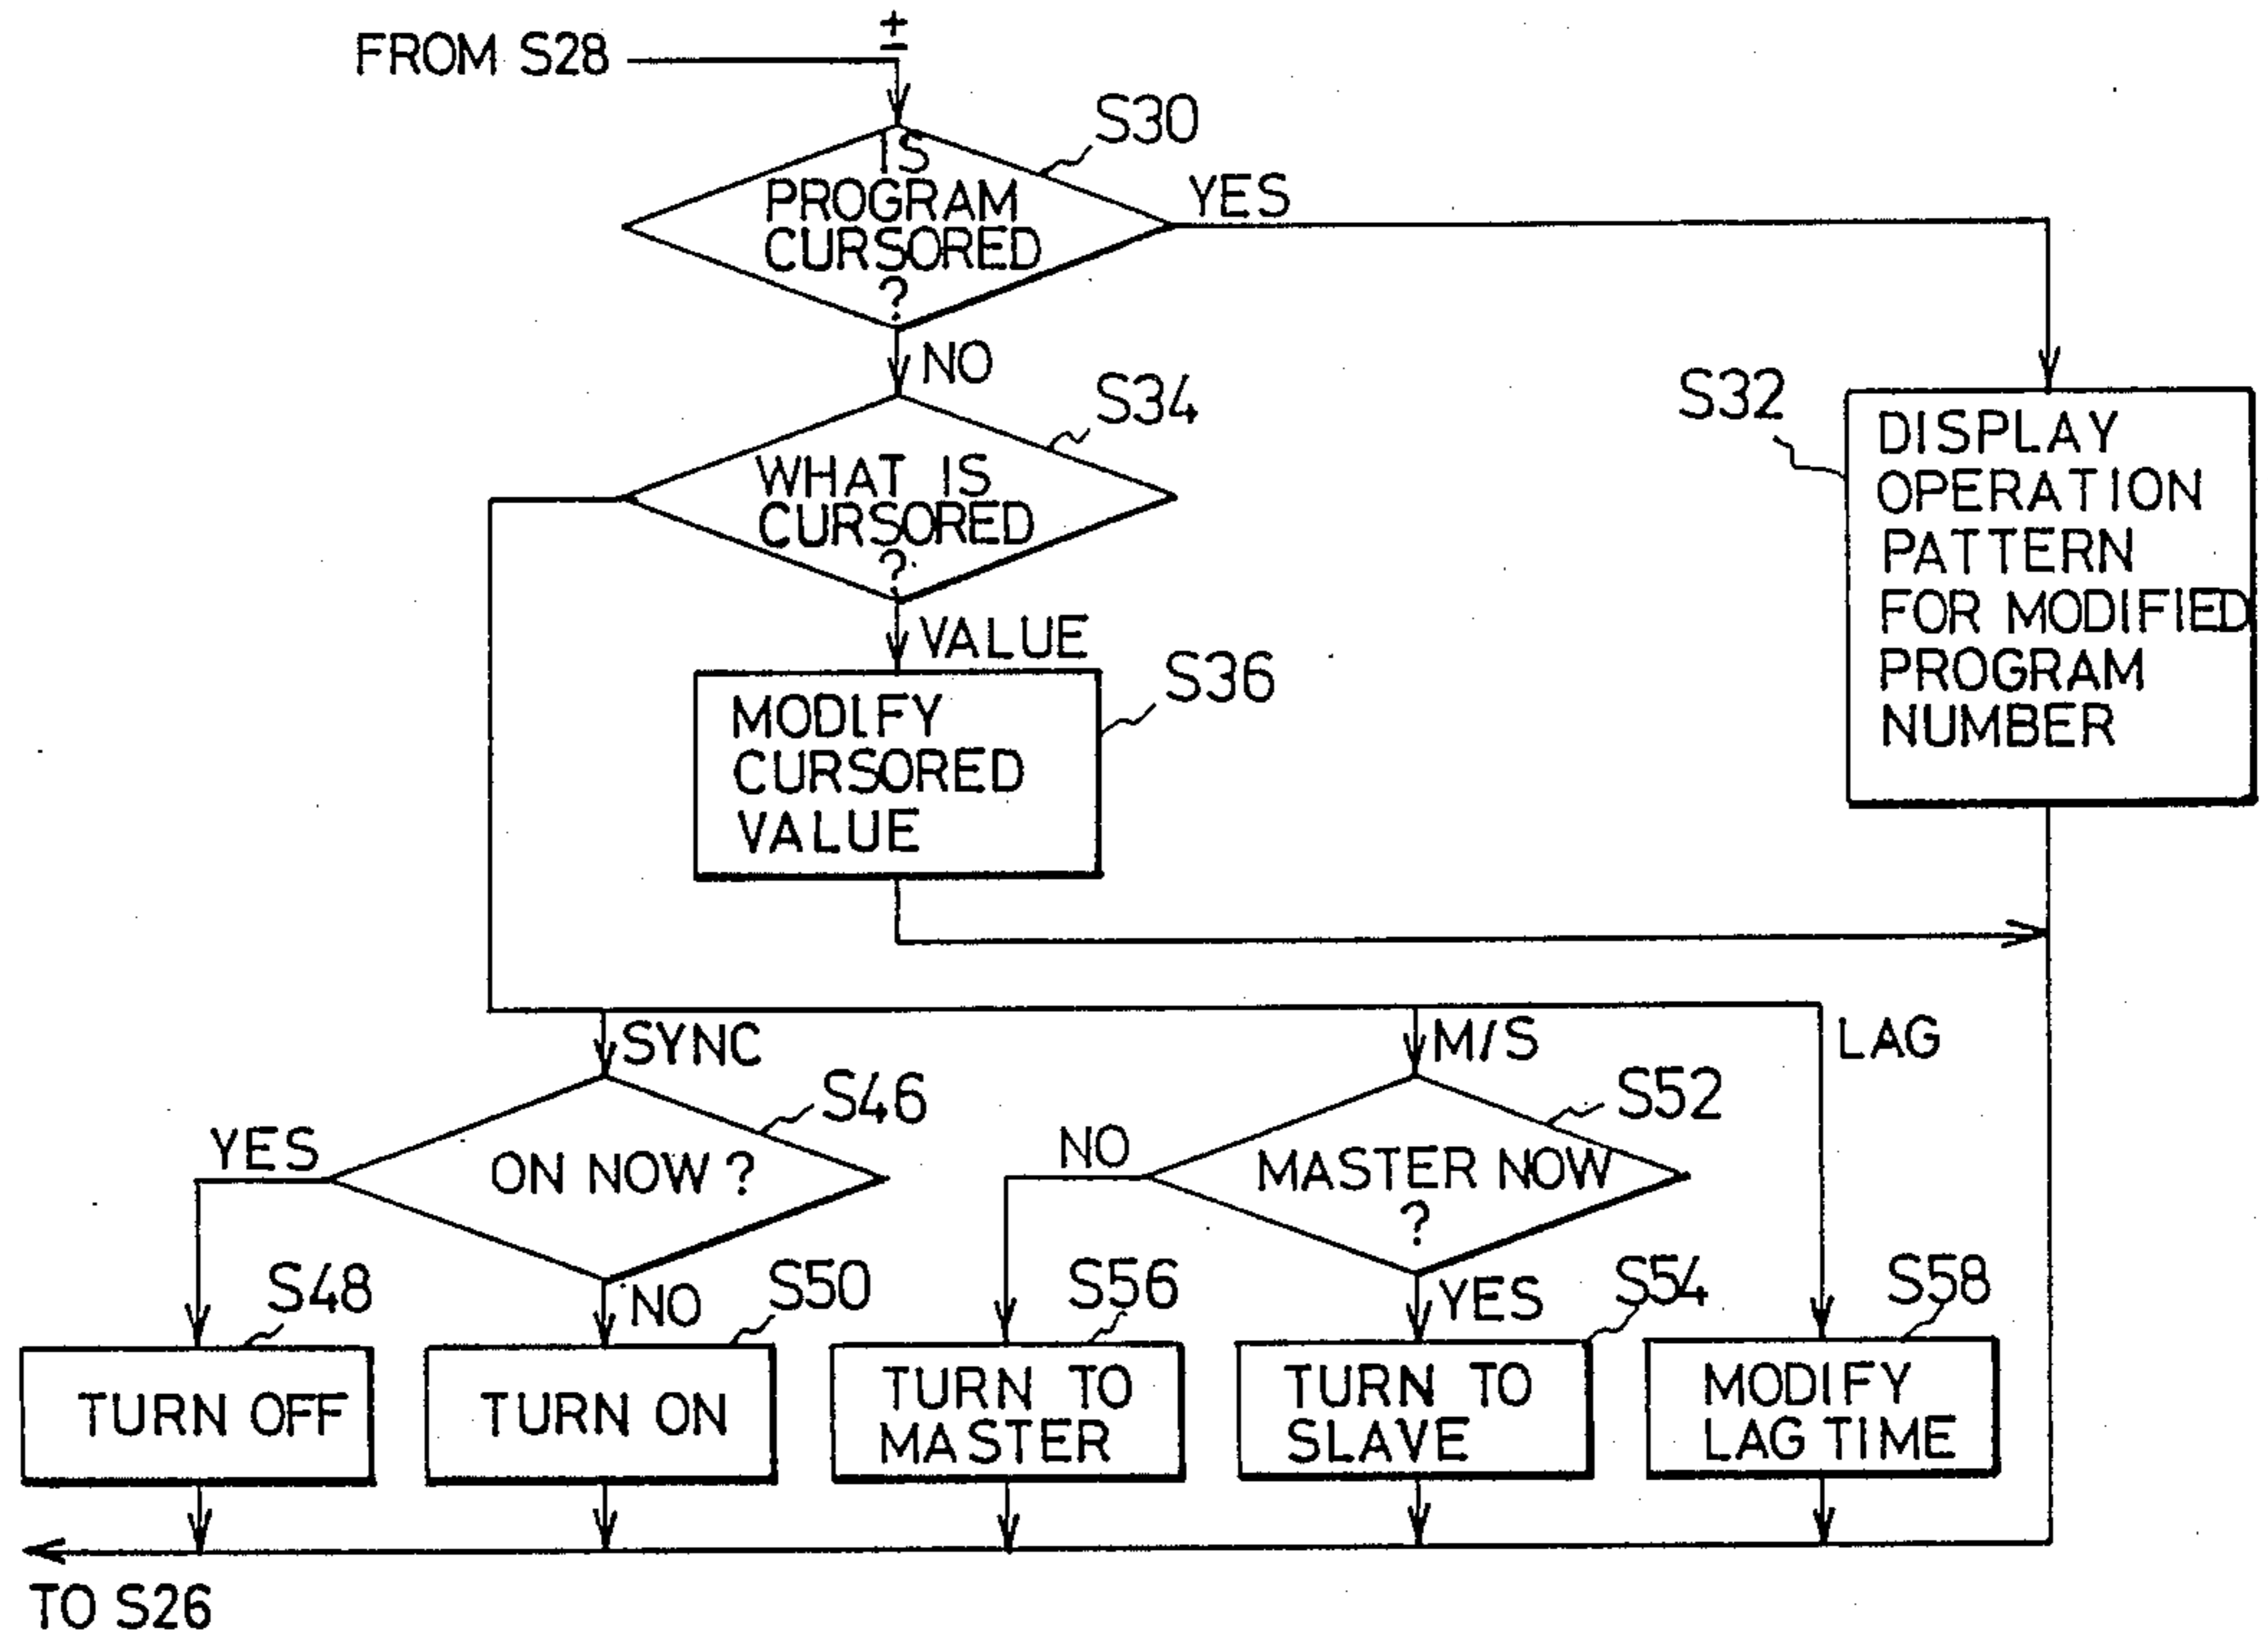 ±
FROM S28
S30
IS
PROGRAM
CURSORED
?
YES
NO
S34
WHAT IS
CURSORED
?
S32
DISPLAY
OPERATION
PATTERN
FOR MODIFIED
PROGRAM
NUMBER
VALUE
S36
MODIFY
CURSORED
VALUE
SYNC
M/S
LAG
S46
YES
ON NOW ?
S52
NO
MASTER NOW
?
S48
NO
S50
S56
YES
S54
S58
TURN OFF
TURN ON
TURN TO
MASTER
TURN TO
SLAVE
MODIFY
LAG TIME
TO S26